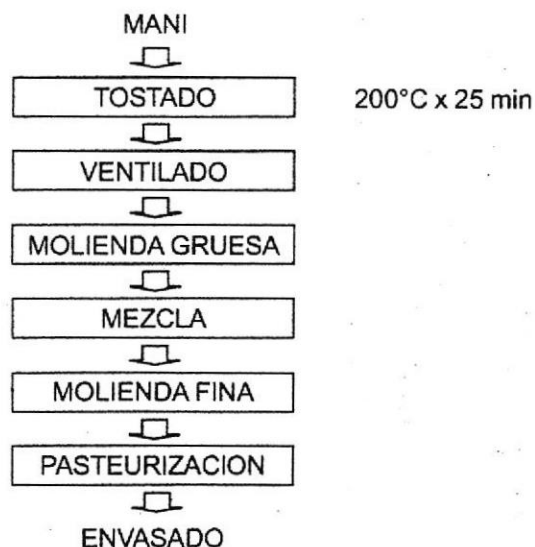 MANI
TOSTADO 200°C x 25 min
VENTILADO
MOLIENDA GRUESA
MEZCLA
MOLIENDA FINA
PASTEURIZACION
ENVASADO